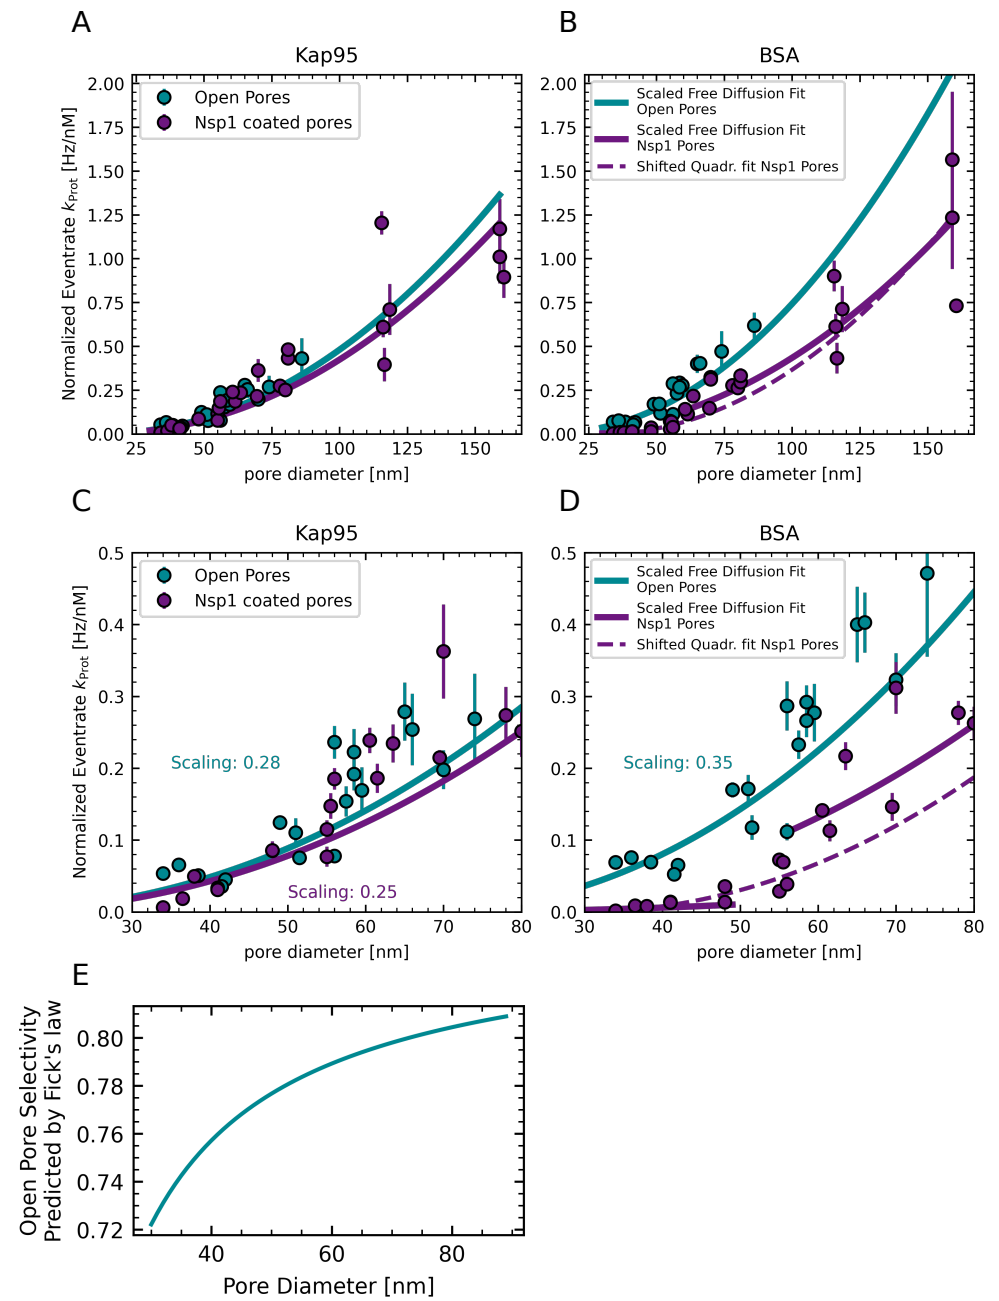 A
Kap95
Normalized Eventrate kProt [Hz/nM]
2.00
1.75
1.50
1.25
1.00
0.75
0.50
0.25
0.00
Open Pores
Nsp1 coated pores
25 50 75 100 125 150
pore diameter [nm]
B
BSA
2.00
1.75
1.50
1.25
1.00
0.75
0.50
0.25
0.00
Scaled Free Diffusion Fit
Open Pores
Scaled Free Diffusion Fit
Nsp1 Pores
Shifted Quadr. fit Nsp1 Pores
25 50 75 100 125 150
pore diameter [nm]
C
Kap95
Normalized Eventrate kProt [Hz/nM]
0.5
0.4
0.3
0.2
0.1
0.0
Open Pores
Nsp1 coated pores
Scaling: 0.28
Scaling: 0.25
30 40 50 60 70 80
pore diameter [nm]
D
BSA
0.5
0.4
0.3
0.2
0.1
0.0
Scaled Free Diffusion Fit
Open Pores
Scaled Free Diffusion Fit
Nsp1 Pores
Shifted Quadr. fit Nsp1 Pores
Scaling: 0.35
30 40 50 60 70 80
pore diameter [nm]
E
Open Pore Selectivity
Predicted by Fick's law
0.80
0.78
0.76
0.74
0.72
40 60 80
Pore Diameter [nm]